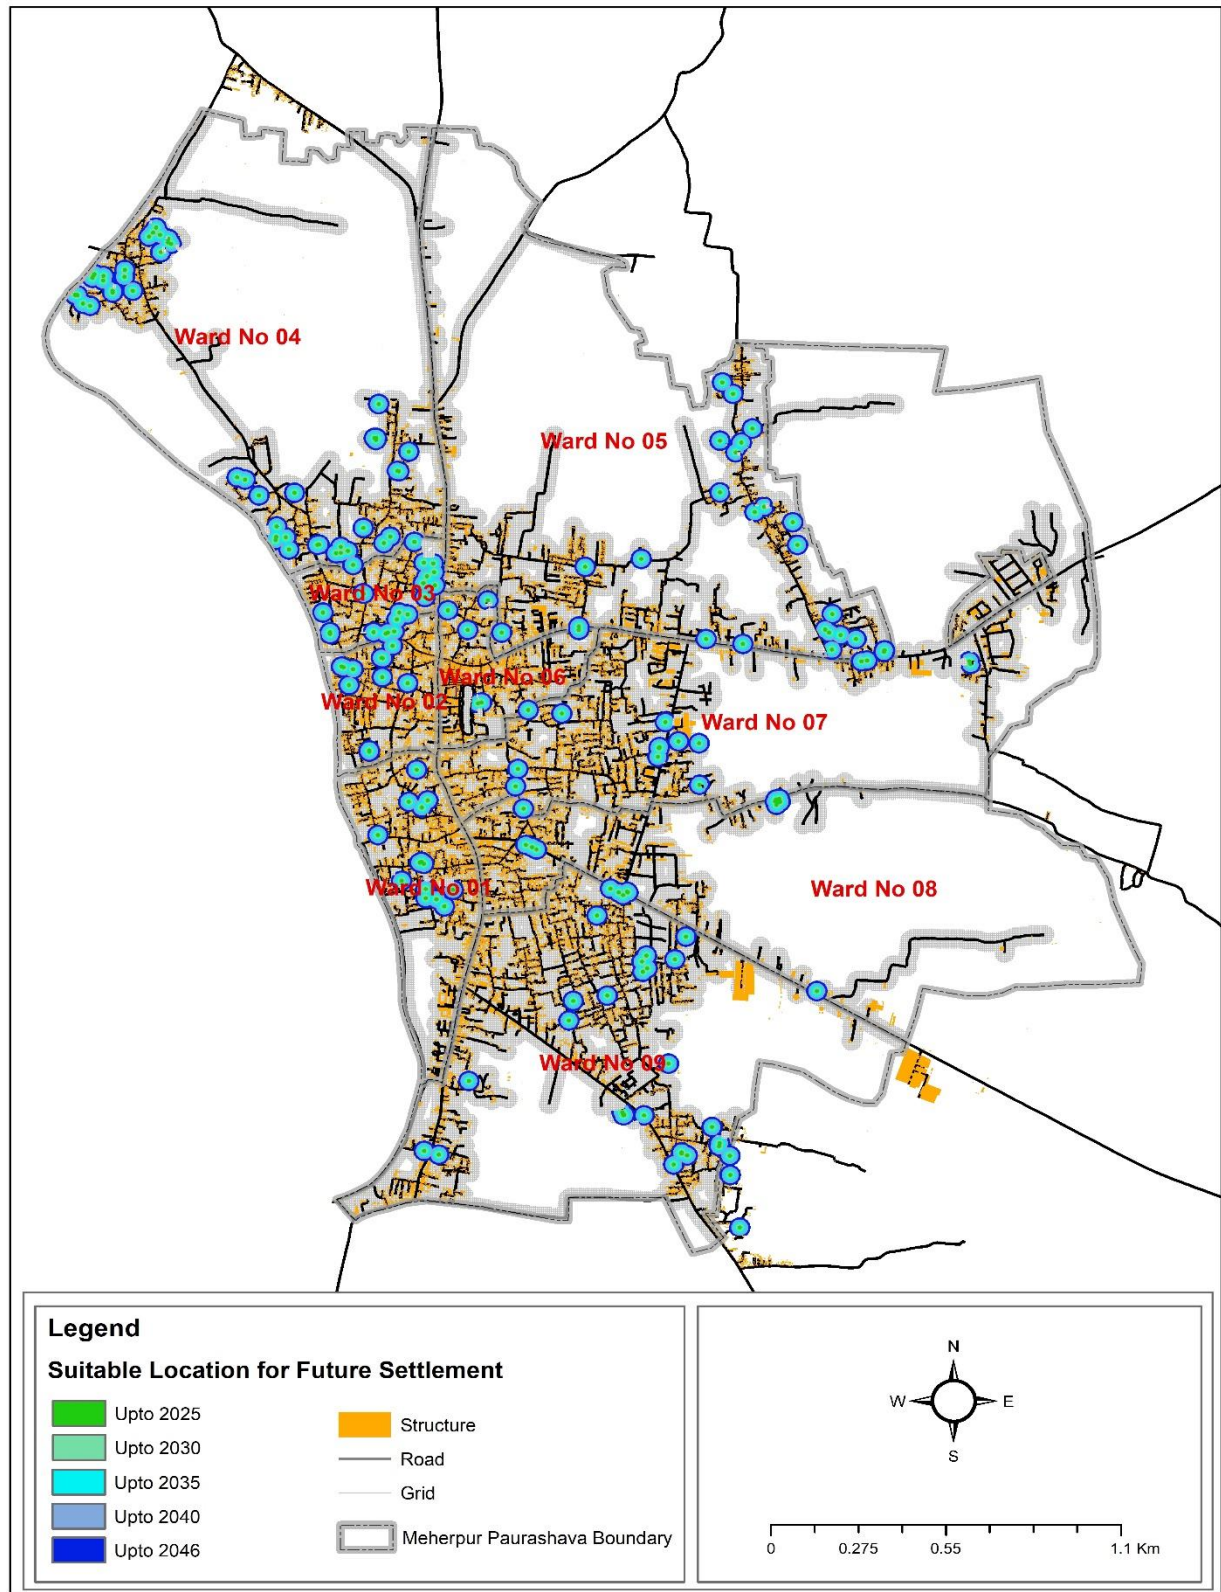 Ward No 04
Ward No 05
Ward No 03
Ward No 06
Ward No 02
Ward No 07
Ward No 01
Ward No 08
Ward No 09
Legend
Suitable Location for Future Settlement
Upto 2025
Upto 2030
Upto 2035
Upto 2040
Upto 2046
Structure
Road
Grid
Meherpur Paurashava Boundary
N
W E
S
0 0.275 0.55 1.1 Km